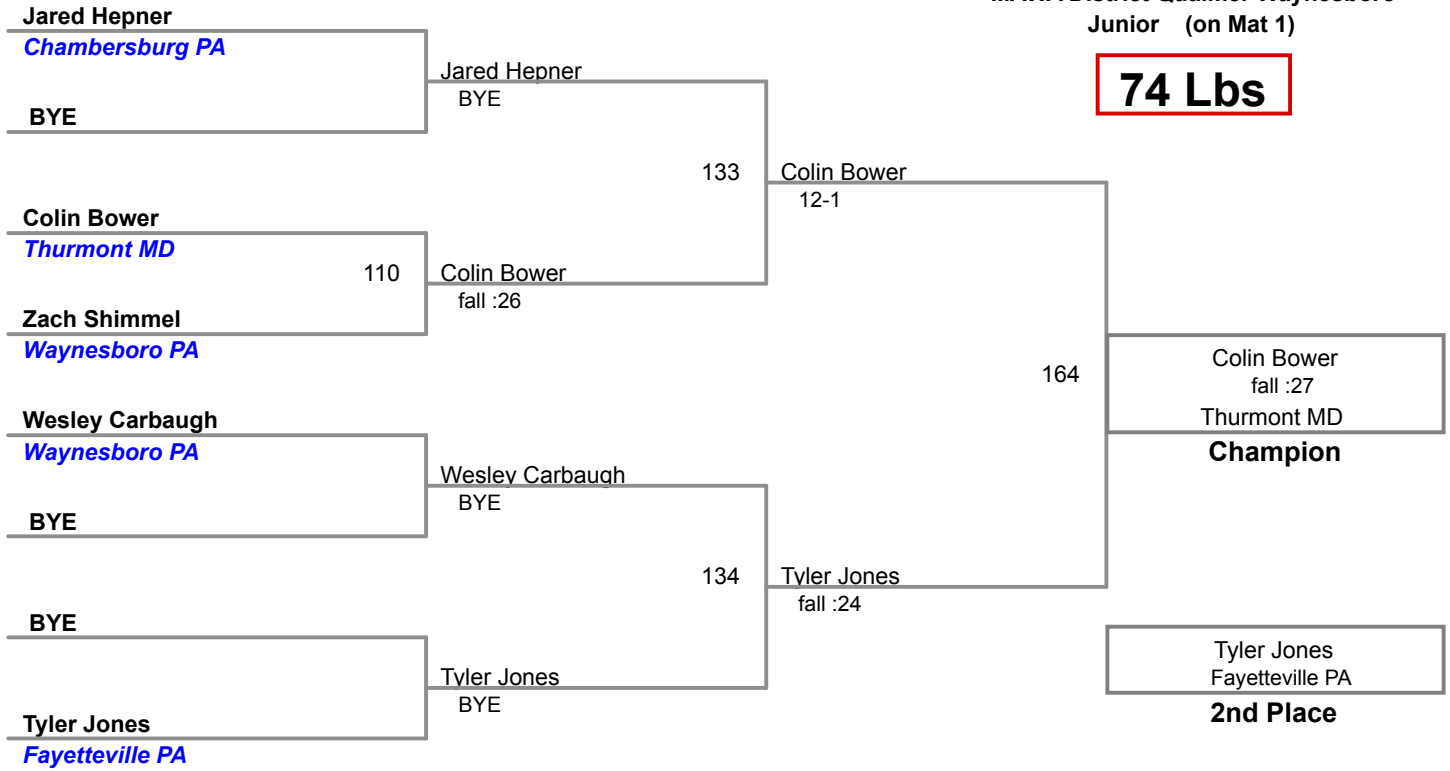 Junior (on Mat 1)
74 Lbs
Jared Hepner
Chambersburg PA
BYE
Colin Bower
Thurmont MD
Zach Shimmel
Waynesboro PA
Wesley Carbaugh
Waynesboro PA
BYE
BYE
Tyler Jones
Fayetteville PA
Jared Hepner
BYE
110
Colin Bower
fall :26
Wesley Carbaugh
BYE
Tyler Jones
BYE
133
Colin Bower
12-1
134
Tyler Jones
fall :24
164
Colin Bower
fall :27
Thurmont MD
Champion
Tyler Jones
Fayetteville PA
2nd Place